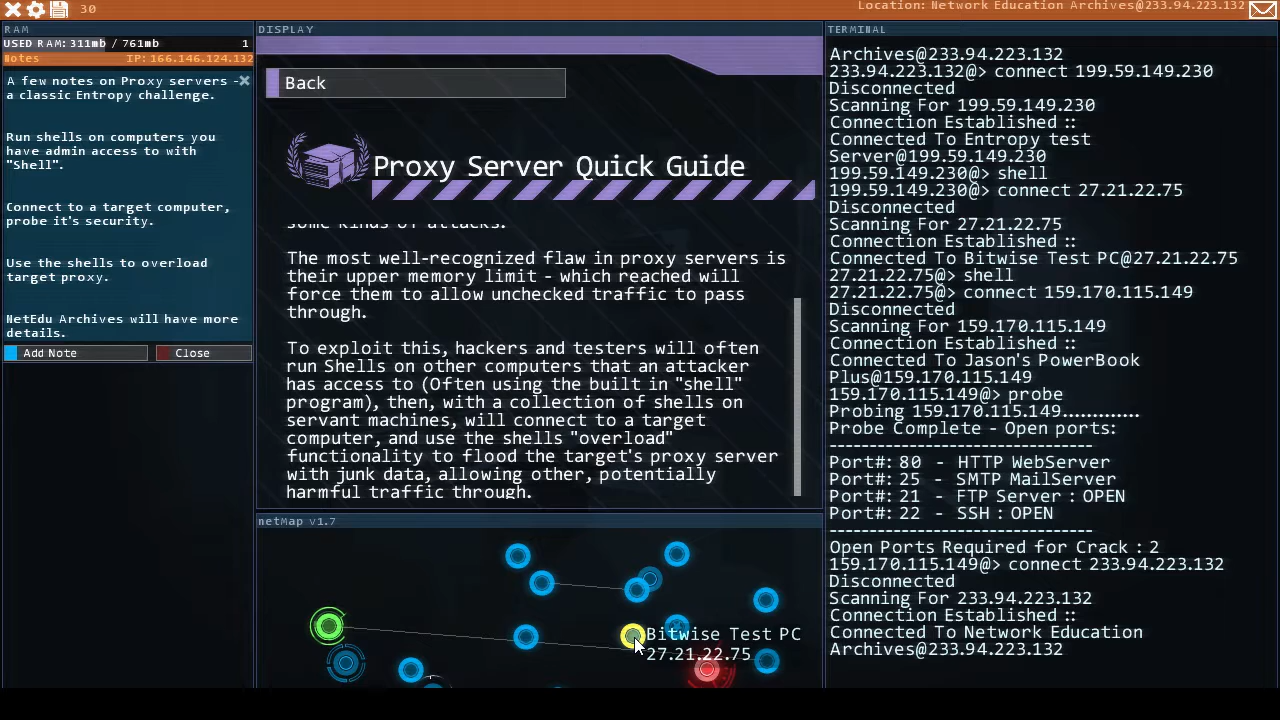 30
Location: Network Education Archives@233.94.223.132
RAM
USED RAM: 311mb / 761mb 1
Notes IP: 166.146.124.132
A few notes on Proxy servers -
a classic Entropy challenge.
Run shells on computers you
have admin access to with
"Shell".
Connect to a target computer,
probe it's security.
Use the shells to overload
target proxy.
NetEdu Archives will have more
details.
Add Note
Close
DISPLAY
Back
Proxy Server Quick Guide
some kinds of attacks.
The most well-recognized flaw in proxy servers is
their upper memory limit - which reached will
force them to allow unchecked traffic to pass
through.
To exploit this, hackers and testers will often
run Shells on other computers that an attacker
has access to (Often using the built in "shell"
program), then, with a collection of shells on
servant machines, will connect to a target
computer, and use the shells "overload"
functionality to flood the target's proxy server
with junk data, allowing other, potentially
harmful traffic through.
netMap v1.7
Bitwise Test PC
27.21.22.75
TERMINAL
Archives@233.94.223.132
233.94.223.132@> connect 199.59.149.230
Disconnected
Scanning For 199.59.149.230
Connection Established ::
Connected To Entropy test
Server@199.59.149.230
199.59.149.230@> shell
199.59.149.230@> connect 27.21.22.75
Disconnected
Scanning For 27.21.22.75
Connection Established ::
Connected To Bitwise Test PC@27.21.22.75
27.21.22.75@> shell
27.21.22.75@> connect 159.170.115.149
Disconnected
Scanning For 159.170.115.149
Connection Established ::
Connected To Jason's PowerBook
Plus@159.170.115.149
159.170.115.149@> probe
Probing 159.170.115.149.............
Probe Complete - Open ports:
---------------------------------
Port#: 80 - HTTP WebServer
Port#: 25 - SMTP MailServer
Port#: 21 - FTP Server : OPEN
Port#: 22 - SSH : OPEN
---------------------------------
Open Ports Required for Crack : 2
159.170.115.149@> connect 233.94.223.132
Disconnected
Scanning For 233.94.223.132
Connection Established ::
Connected To Network Education
Archives@233.94.223.132